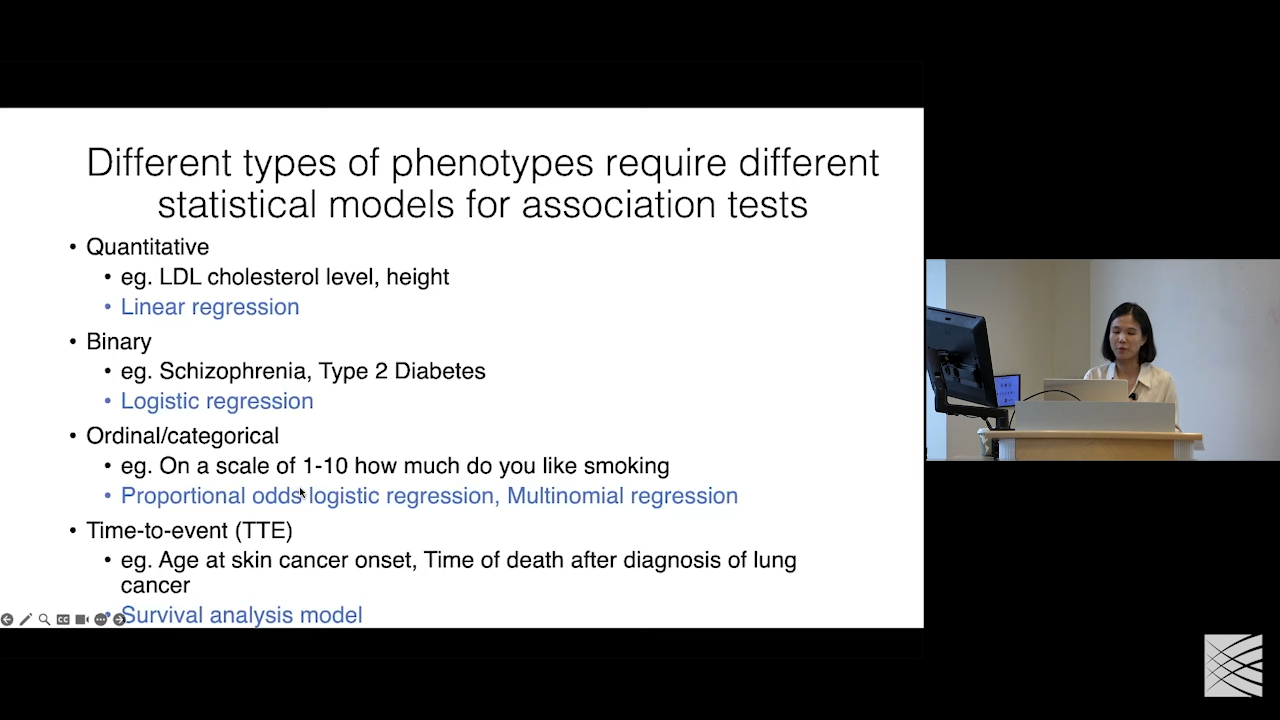 Different types of phenotypes require different
statistical models for association tests
• Quantitative
• eg. LDL cholesterol level, height
• Linear regression
• Binary
• eg. Schizophrenia, Type 2 Diabetes
• Logistic regression
• Ordinal/categorical
• eg. On a scale of 1-10 how much do you like smoking
• Proportional odds logistic regression, Multinomial regression
• Time-to-event (TTE)
• eg. Age at skin cancer onset, Time of death after diagnosis of lung
cancer
• Survival analysis model
CC